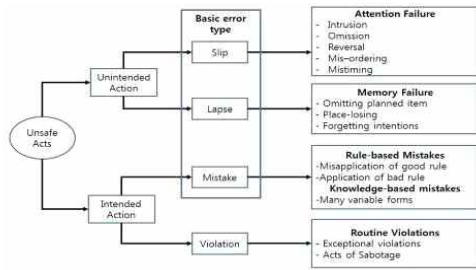 Basic error
type
Unsafe
Acts
Unintended
Action
Intended
Action
Slip
Lapse
Mistake
Violation
Attention Failure
- Intrusion
- Omission
- Reversal
- Mis-ordering
- Mistiming
Memory Failure
- Omitting planned item
- Place-losing
- Forgetting intentions
Rule-based Mistakes
-Misapplication of good rule
-Application of bad rule
Knowledge-based mistakes
-Many variable forms
Routine Violations
- Exceptional violations
- Acts of Sabotage